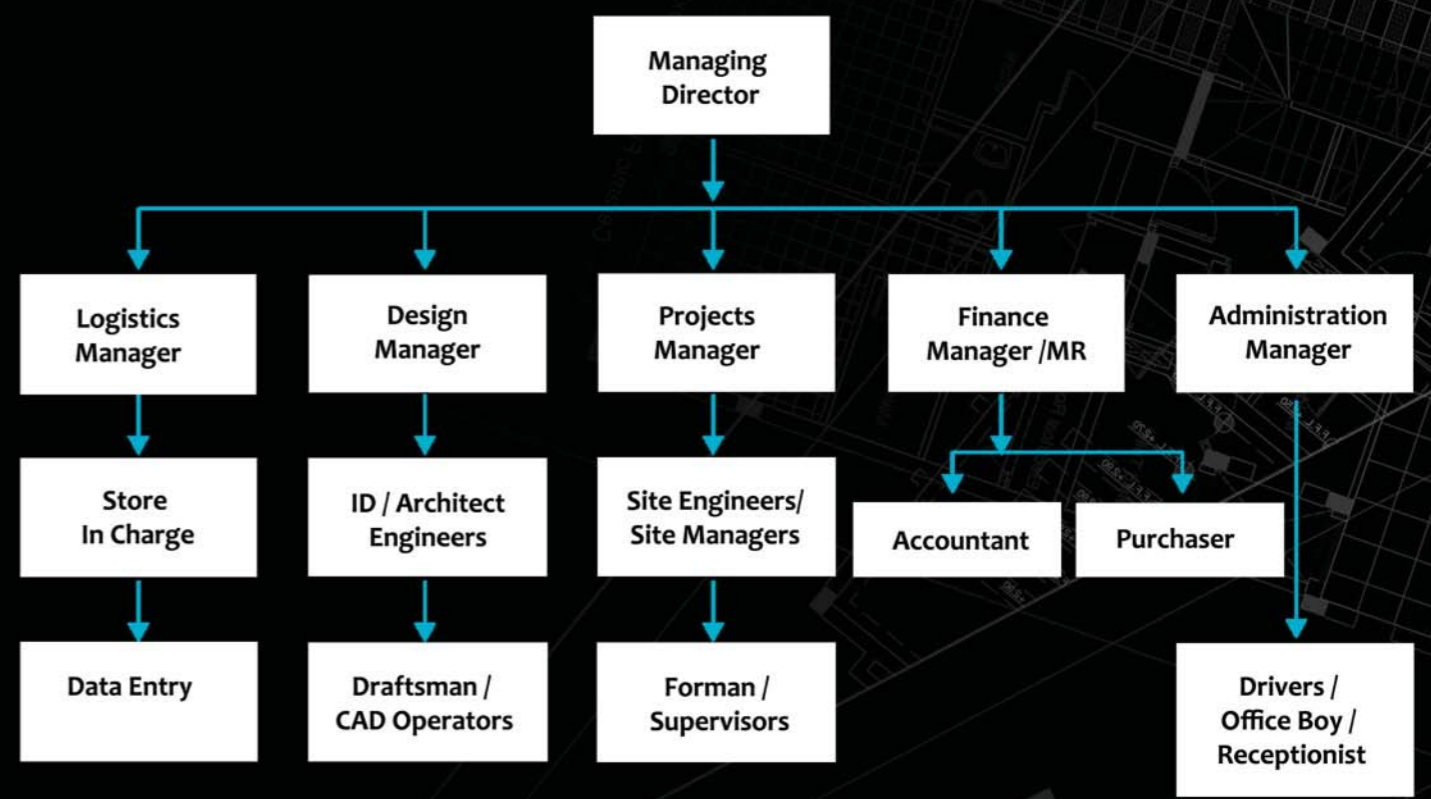 Managing
Director
Logistics
Manager
Design
Manager
Projects
Manager
Finance
Manager /MR
Administration
Manager
Store
In Charge
ID / Architect
Engineers
Site Engineers/
Site Managers
Accountant
Purchaser
Data Entry
Draftsman /
CAD Operators
Forman /
Supervisors
Drivers /
Office Boy /
Receptionist